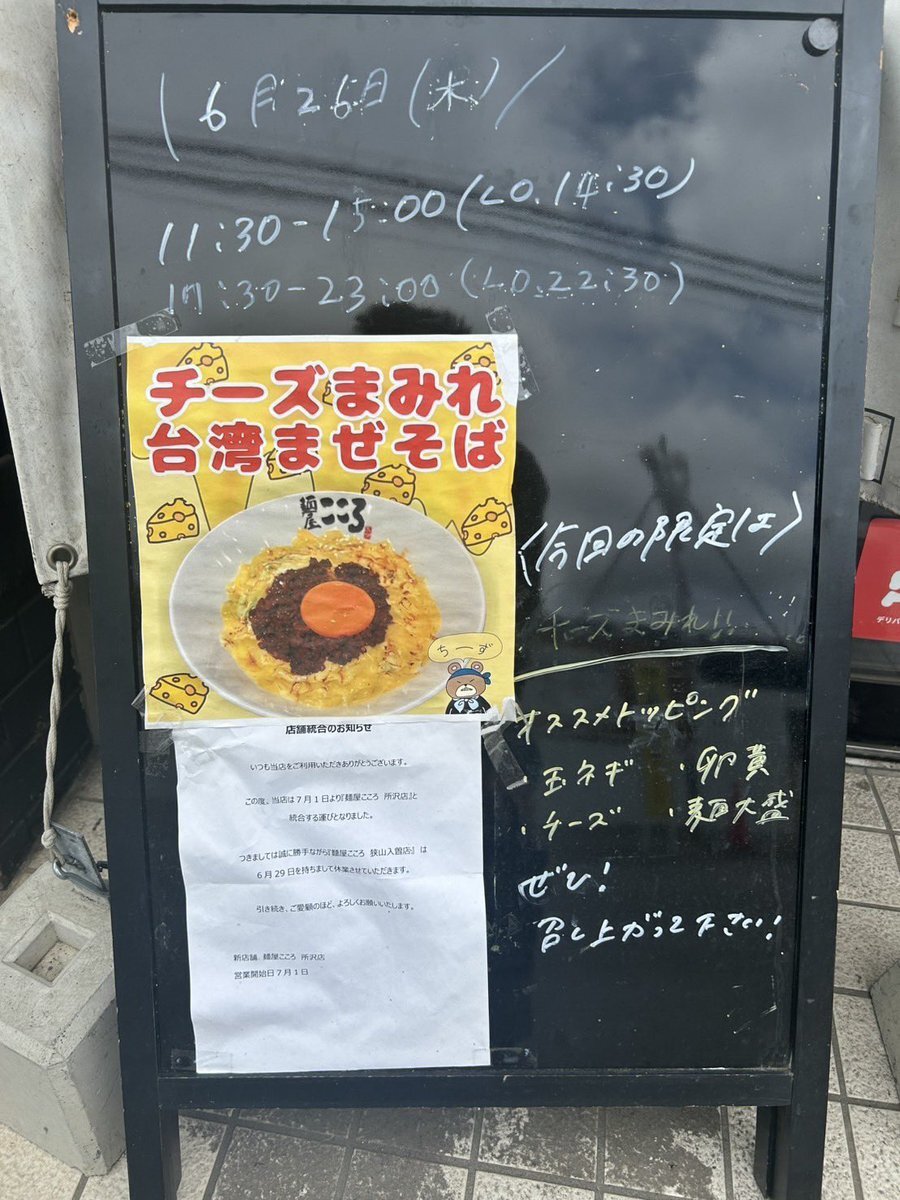 6月26日(木)
11:30-15:00(LO.14:30)
17:30-23:00(LO.22:30)
チーズまみれ
台湾まぜそば
麺屋こころ
ちーず
〈今回の限定は〉
チーズまみれ!!
オススメトッピング
・玉ネギ ・卵黄
・チーズ ・麺大盛
ぜひ!
召し上がって下さい!
店舗統合のお知らせ
いつも当店をご利用いただきありがとうございます。
この度、当店は7月1日より『麺屋こころ 所沢店』と
統合する運びとなりました。
つきましては誠に勝手ながら『麺屋こころ 狭山入曽店』は
6月29日を持ちまして休業させていただきます。
引き続き、ご愛顧のほど、よろしくお願いいたします。
新店舗 麺屋こころ 所沢店
営業開始日7月1日
デリバ